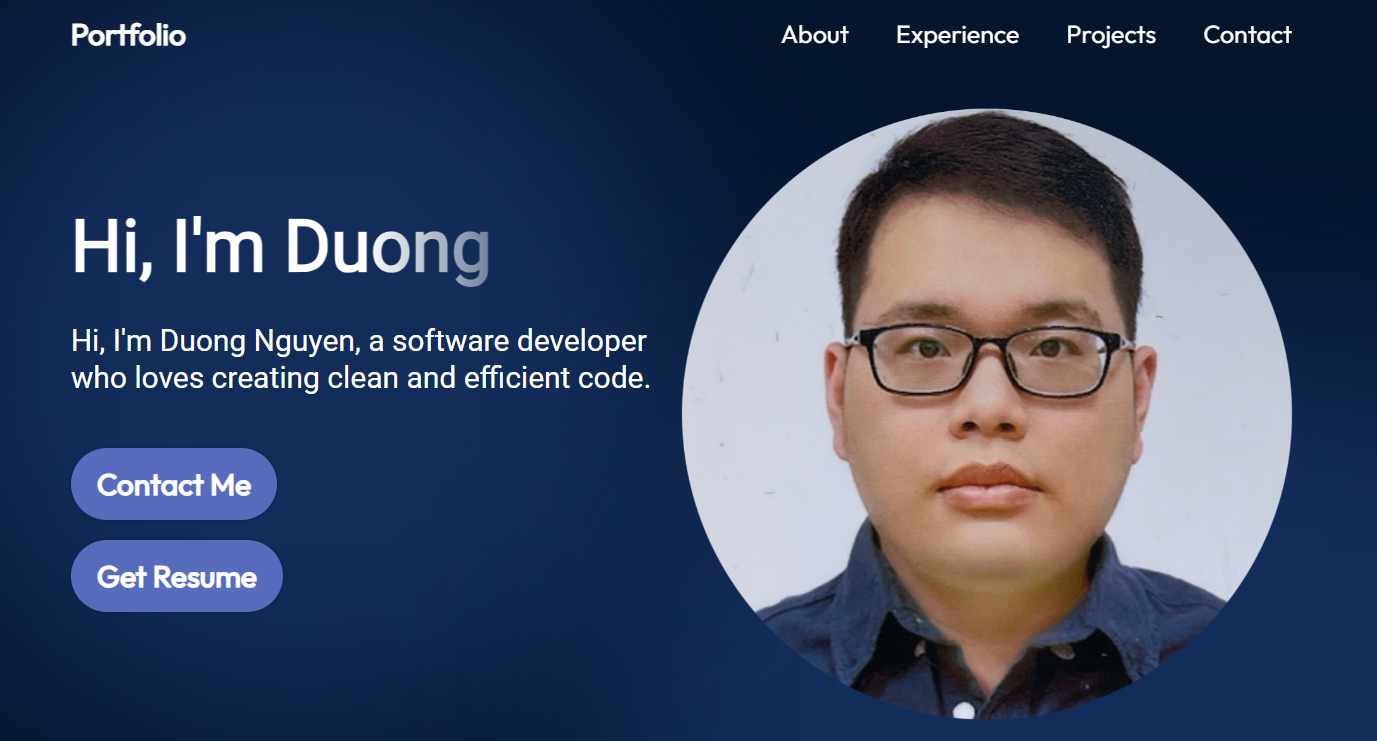 Portfolio
About Experience Projects Contact
Hi, I'm Duong
Hi, I'm Duong Nguyen, a software developer
who loves creating clean and efficient code.
Contact Me
Get Resume